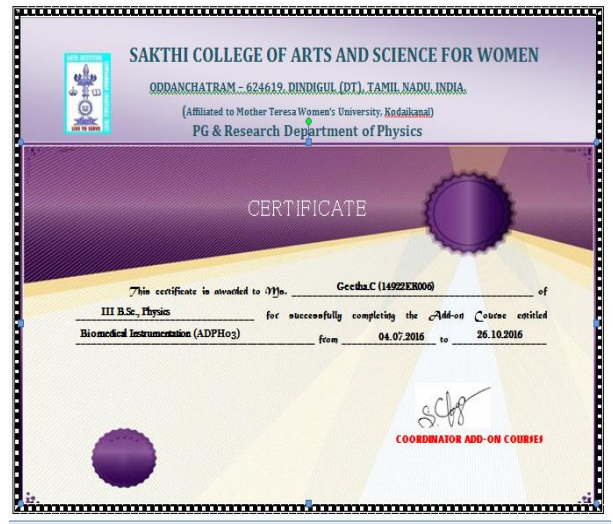 SAKTHI COLLEGE OF ARTS AND SCIENCE FOR WOMEN
ODDANCHATRAM – 624619, DINDIGUL (DT), TAMIL NADU, INDIA.
(Affiliated to Mother Teresa Women's University, Kodaikanal)
PG & Research Department of Physics
LIVE TO SERVE
CERTIFICATE
This certificate is awarded to Ms. Geetha.C (14922ER006) of
III B.Sc., Physics for successfully completing the Add-on Course entitled
Biomedical Instrumentation (ADPH03) from 04.07.2016 to 26.10.2016
COORDINATOR ADD-ON COURSES